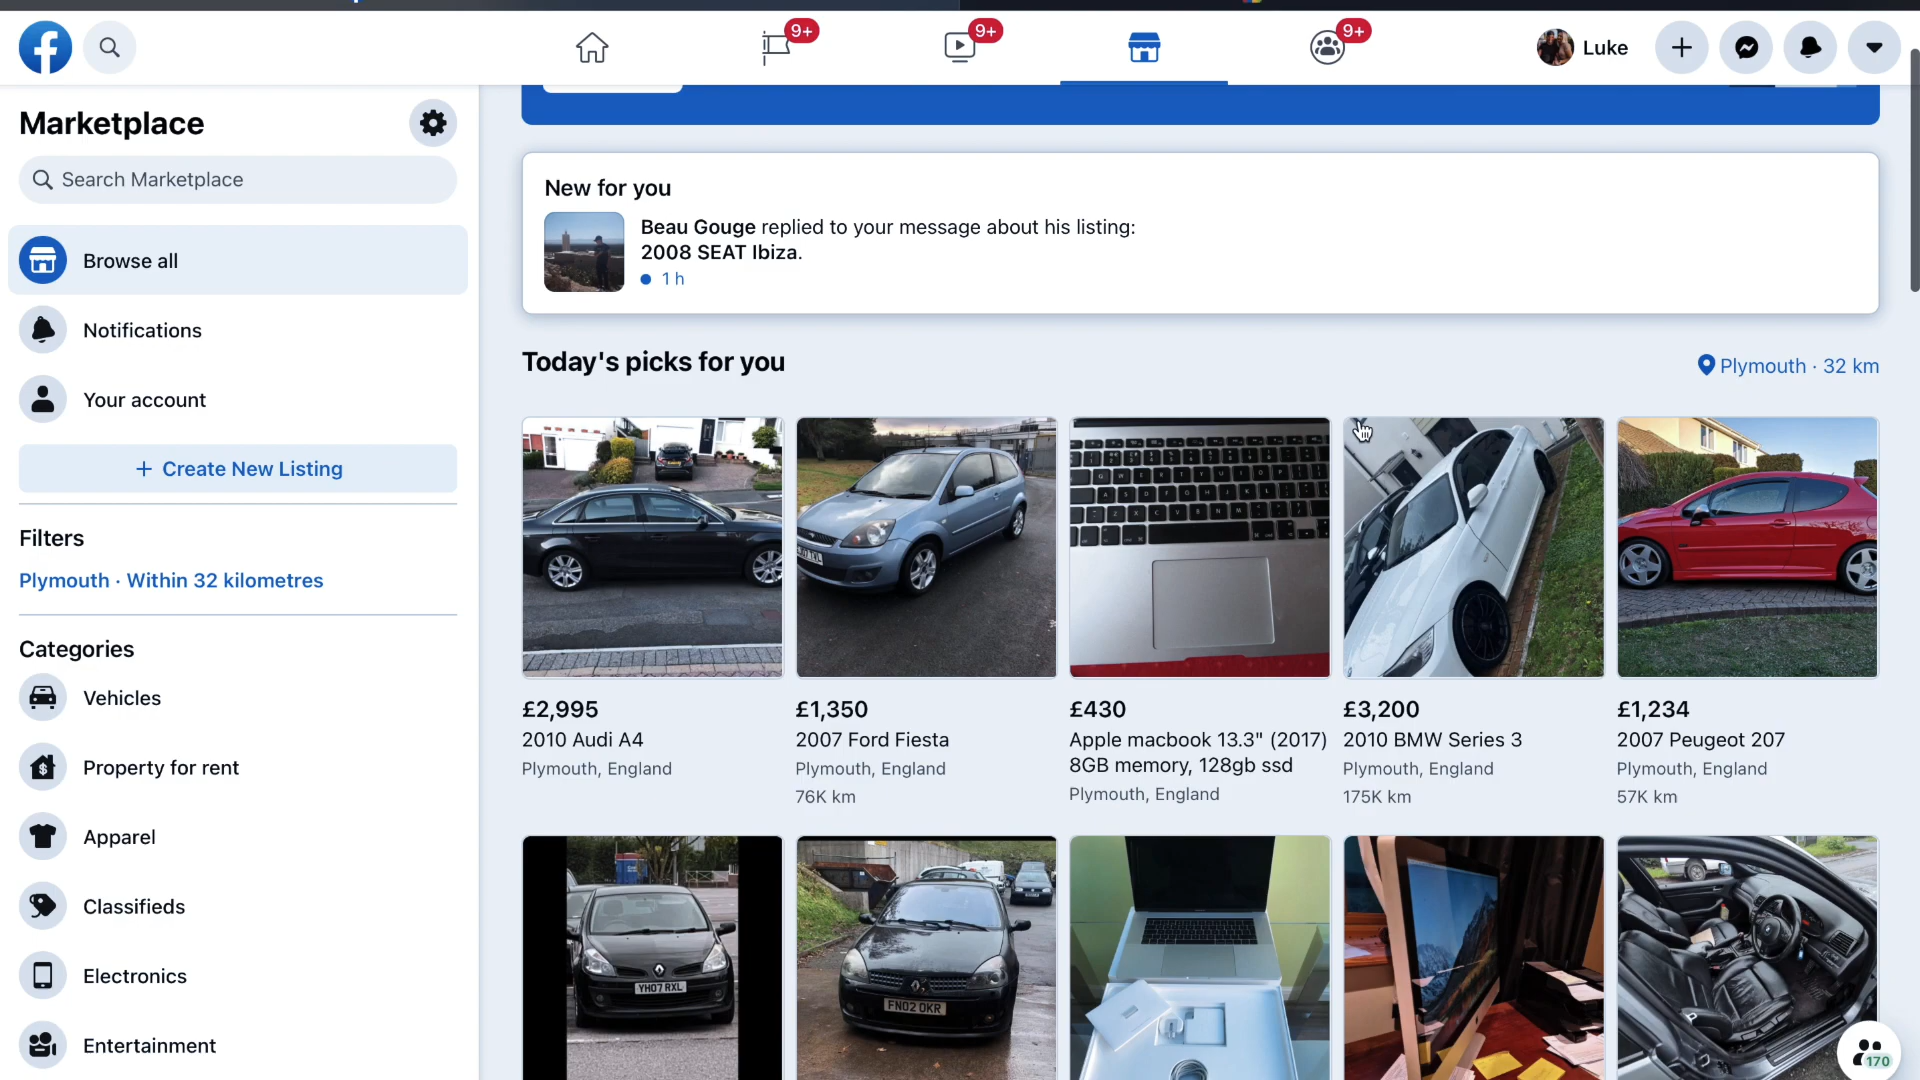 9+
9+
9+
Luke
Marketplace
Search Marketplace
Browse all
Notifications
Your account
+ Create New Listing
Filters
Plymouth · Within 32 kilometres
Categories
Vehicles
Property for rent
Apparel
Classifieds
Electronics
Entertainment
New for you
Beau Gouge replied to your message about his listing:
2008 SEAT Ibiza.
1 h
Today's picks for you
Plymouth · 32 km
£2,995
2010 Audi A4
Plymouth, England
£1,350
2007 Ford Fiesta
Plymouth, England
76K km
£430
Apple macbook 13.3" (2017)
8GB memory, 128gb ssd
Plymouth, England
£3,200
2010 BMW Series 3
Plymouth, England
175K km
£1,234
2007 Peugeot 207
Plymouth, England
57K km
YH07 RXL
FN02 OKR
170